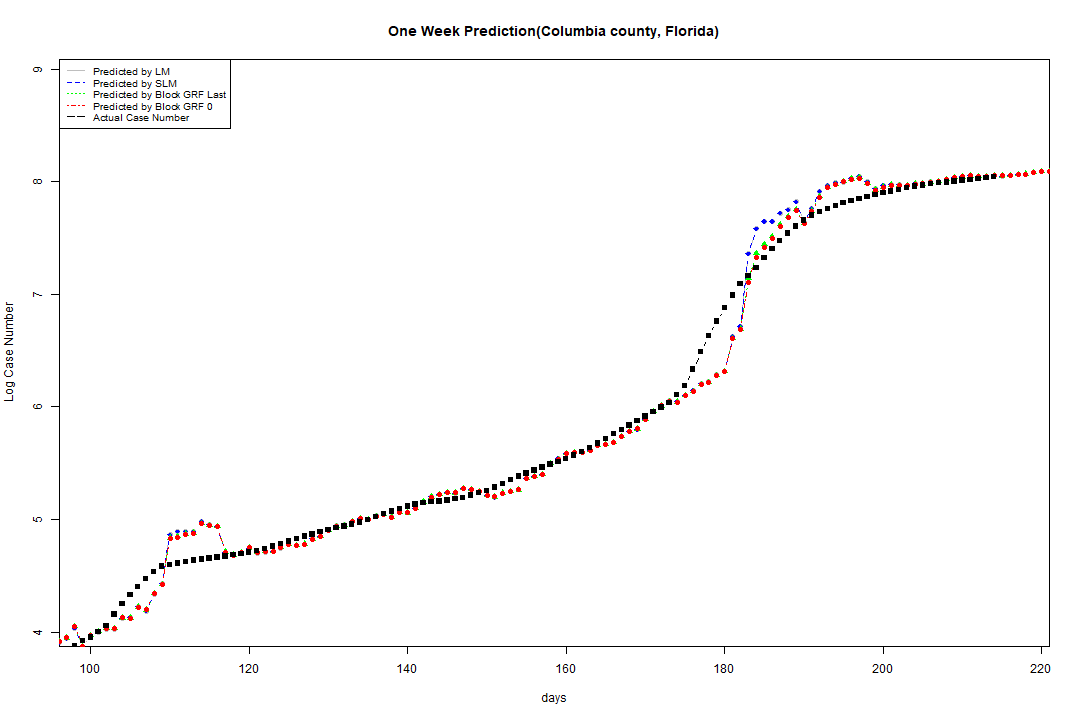 One Week Prediction(Columbia county, Florida)
Predicted by LM
Predicted by SLM
Predicted by Block GRF Last
Predicted by Block GRF 0
Actual Case Number
9
8
7
6
5
4
Log Case Number
100 120 140 160 180 200 220
days